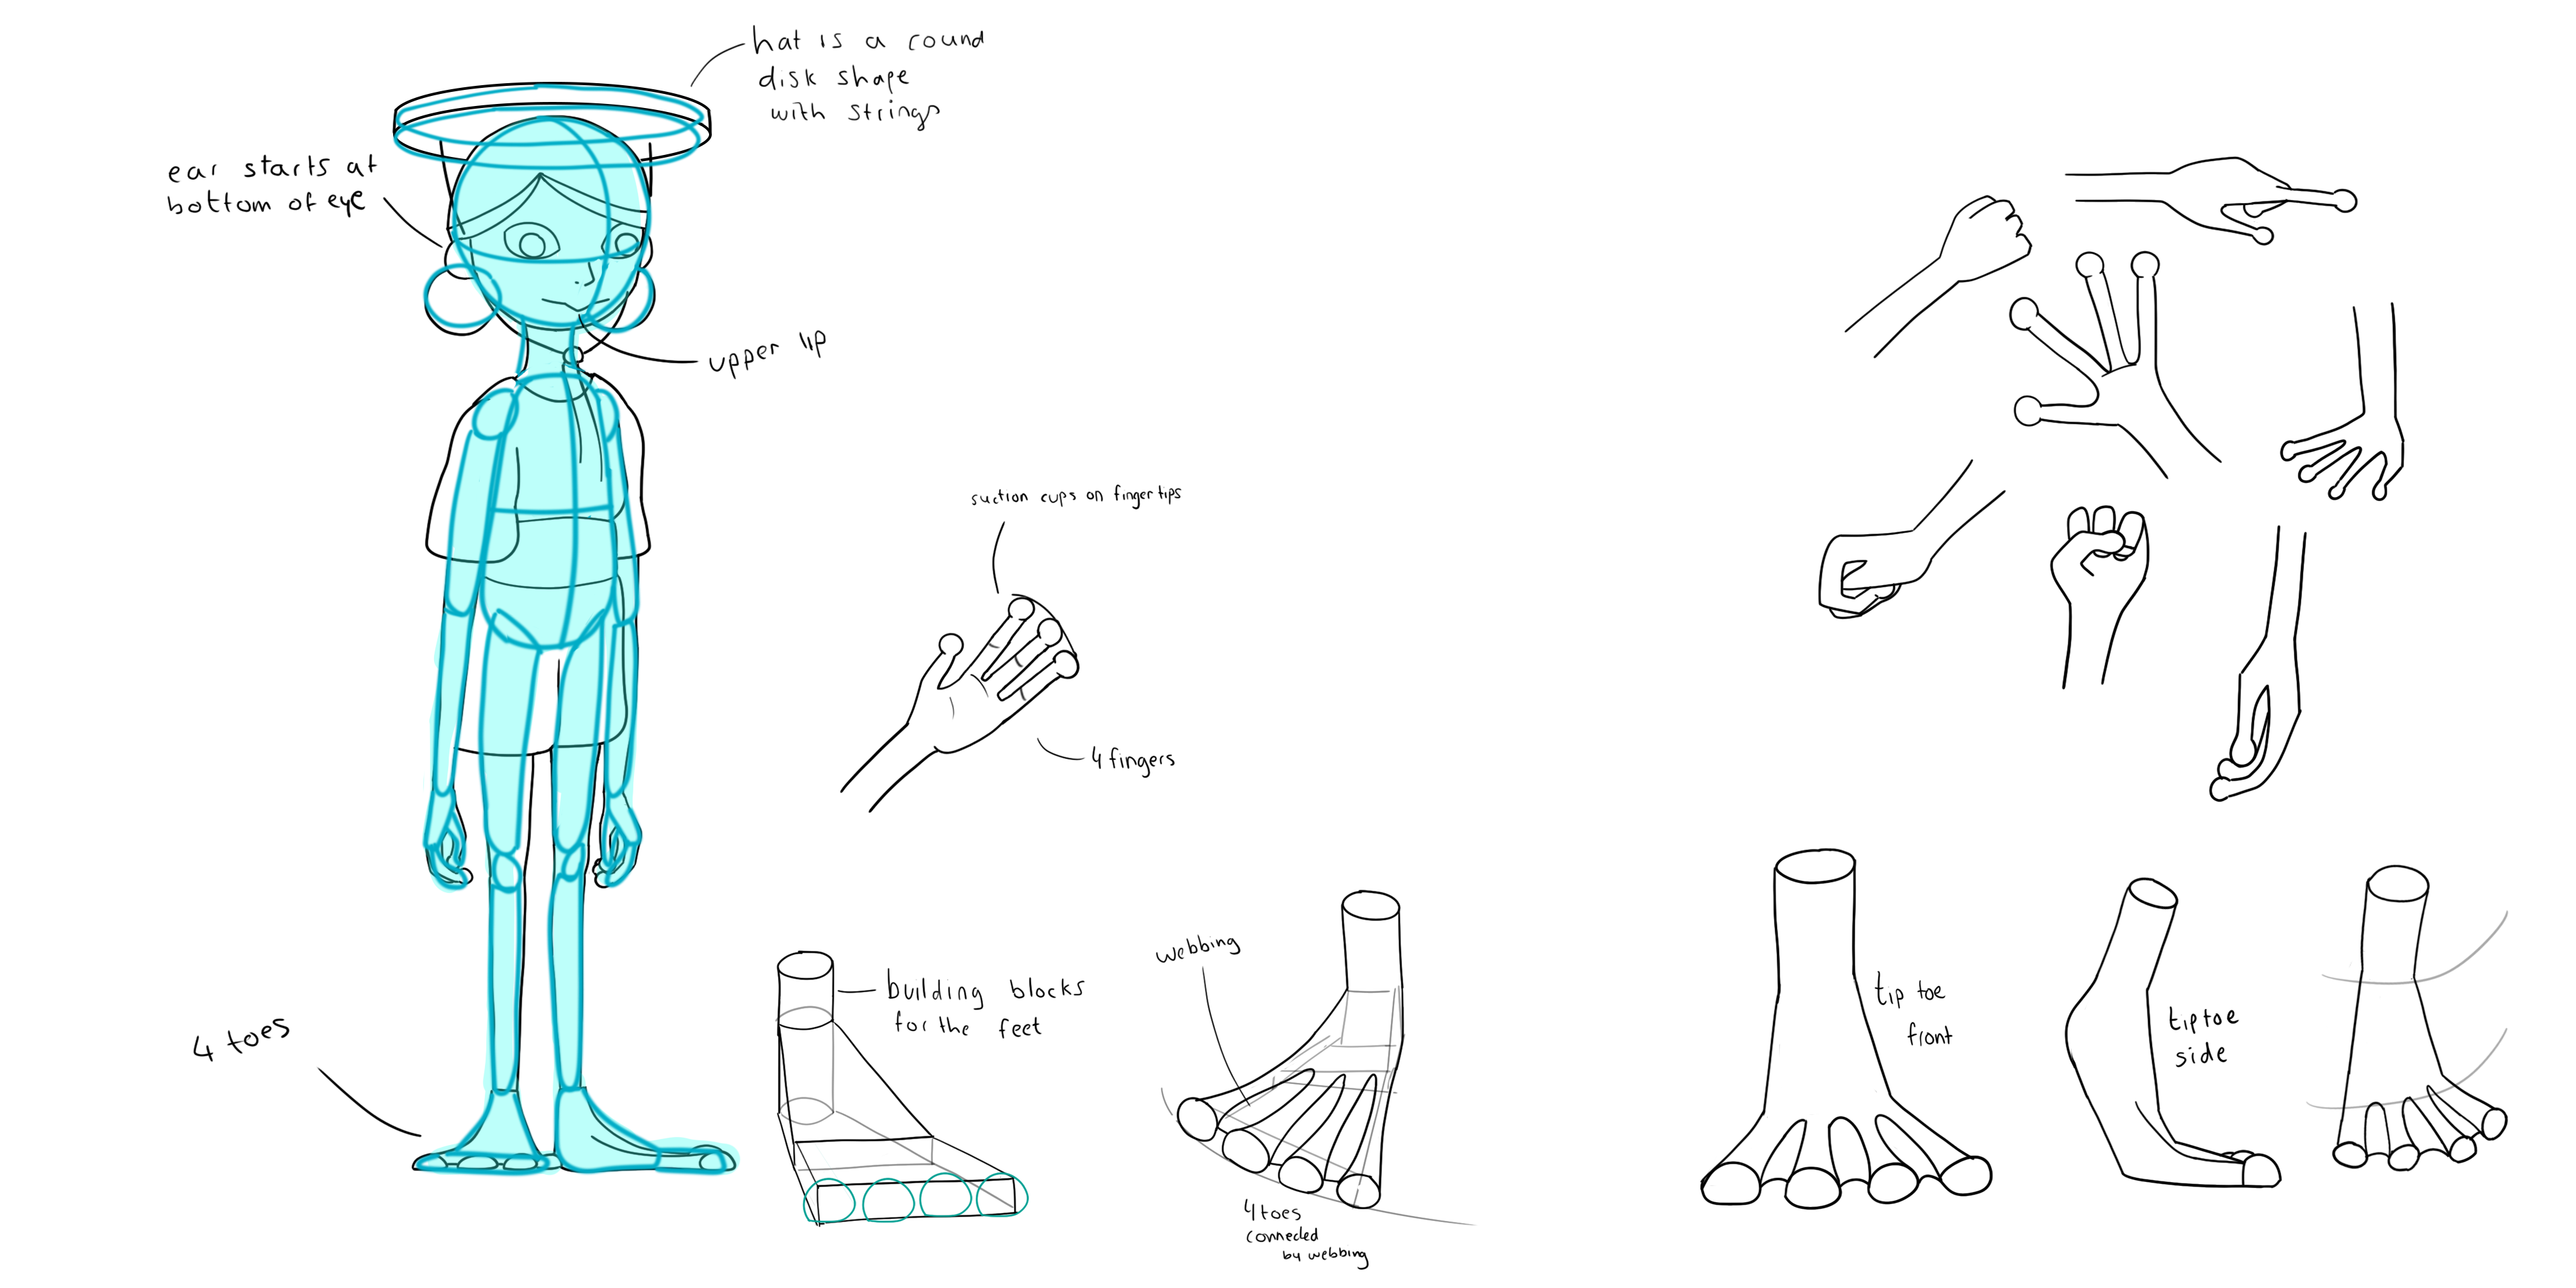 hat is a round
disk shape
with strings
ear starts at
bottom of eye
upper lip
suction cups on finger tips
4 fingers
4 toes
building blocks
for the feet
webbing
4 toes
connected
by webbing
tip toe
front
tip toe
side